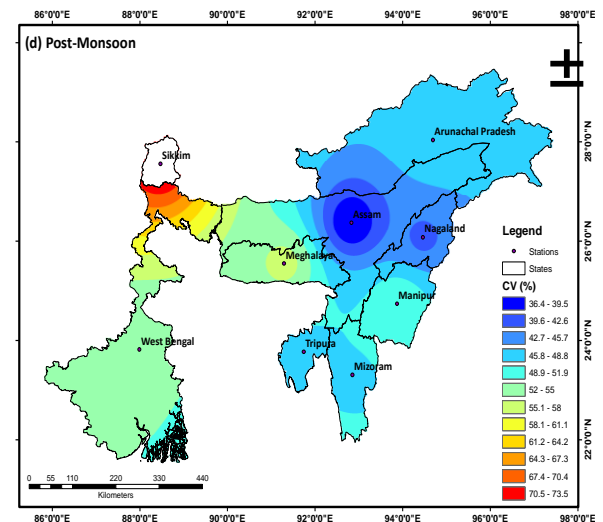 86°0'0"E 88°0'0"E 90°0'0"E 92°0'0"E 94°0'0"E 96°0'0"E 98°0'0"E
(d) Post-Monsoon
Arunachal Pradesh
Sikkim
Assam
Nagaland
Meghalaya
Manipur
West Bengal
Tripura
Mizoram
28°0'0"N
26°0'0"N
24°0'0"N
22°0'0"N
Legend
Stations
States
CV (%)
36.4 - 39.5
39.6 - 42.6
42.7 - 45.7
45.8 - 48.8
48.9 - 51.9
52 - 55
55.1 - 58
58.1 - 61.1
61.2 - 64.2
64.3 - 67.3
67.4 - 70.4
70.5 - 73.5
0 55 110 220 330 440
Kilometers
86°0'0"E 88°0'0"E 90°0'0"E 92°0'0"E 94°0'0"E 96°0'0"E 98°0'0"E